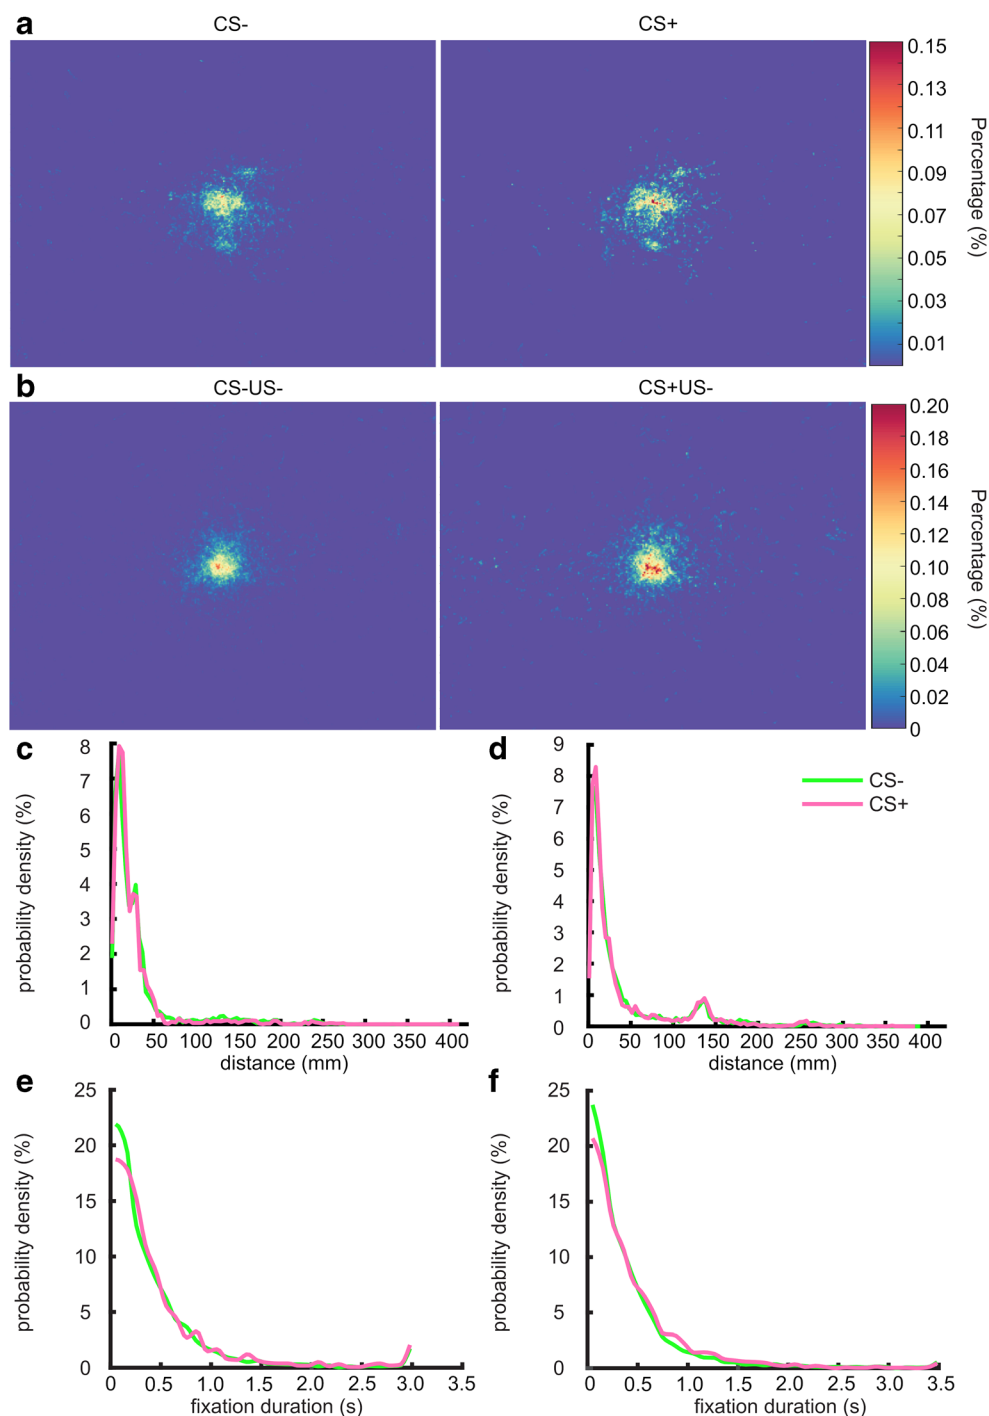 a
CS-
CS+
0.15
0.13
0.11
0.09
0.07
0.05
0.03
0.01
Percentage (%)
b
CS-US-
CS+US-
0.20
0.18
0.16
0.14
0.12
0.10
0.08
0.06
0.04
0.02
0
Percentage (%)
c
8
7
6
5
4
3
2
1
0
probability density (%)
0 50 100 150 200 250 300 350 400
distance (mm)
d
9
8
7
6
5
4
3
2
1
0
probability density (%)
0 50 100 150 200 250 300 350 400
distance (mm)
CS-
CS+
e
25
20
15
10
5
0
probability density (%)
0 0.5 1.0 1.5 2.0 2.5 3.0 3.5
fixation duration (s)
f
25
20
15
10
5
0
probability density (%)
0 0.5 1.0 1.5 2.0 2.5 3.0 3.5
fixation duration (s)